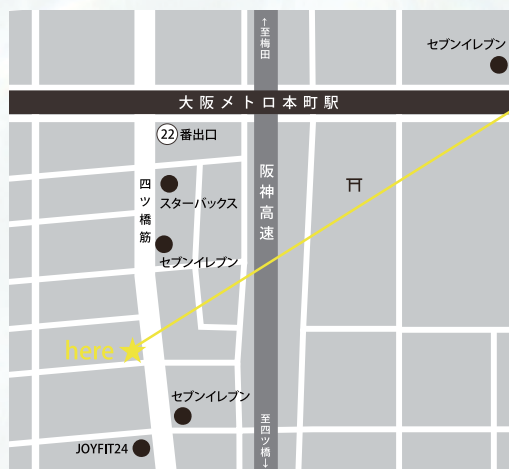 ↑至梅田
セブンイレブン
大阪メトロ本町駅
22番出口
阪神高速
四ツ橋筋
スターバックス
セブンイレブン
here
セブンイレブン
至四ツ橋↓
JOYFIT24